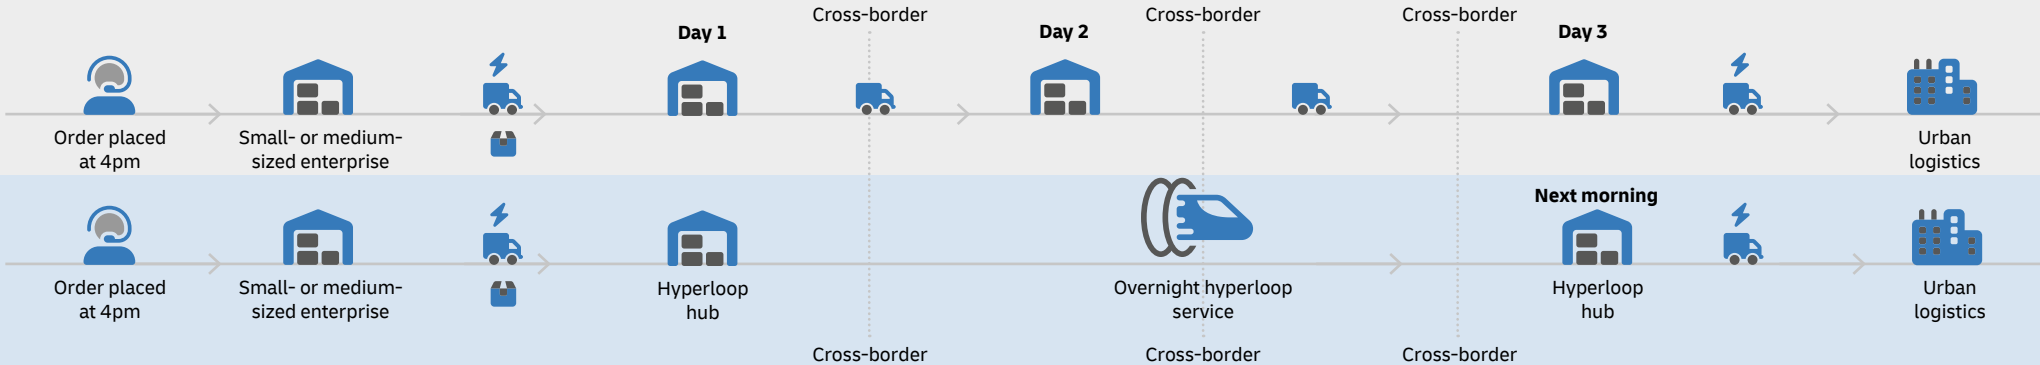 Cross-border
Cross-border
Cross-border
Day 1
Day 2
Day 3
Order placed
at 4pm
Small- or medium-
sized enterprise
Urban
logistics
Next morning
Order placed
at 4pm
Small- or medium-
sized enterprise
Hyperloop
hub
Overnight hyperloop
service
Hyperloop
hub
Urban
logistics
Cross-border
Cross-border
Cross-border